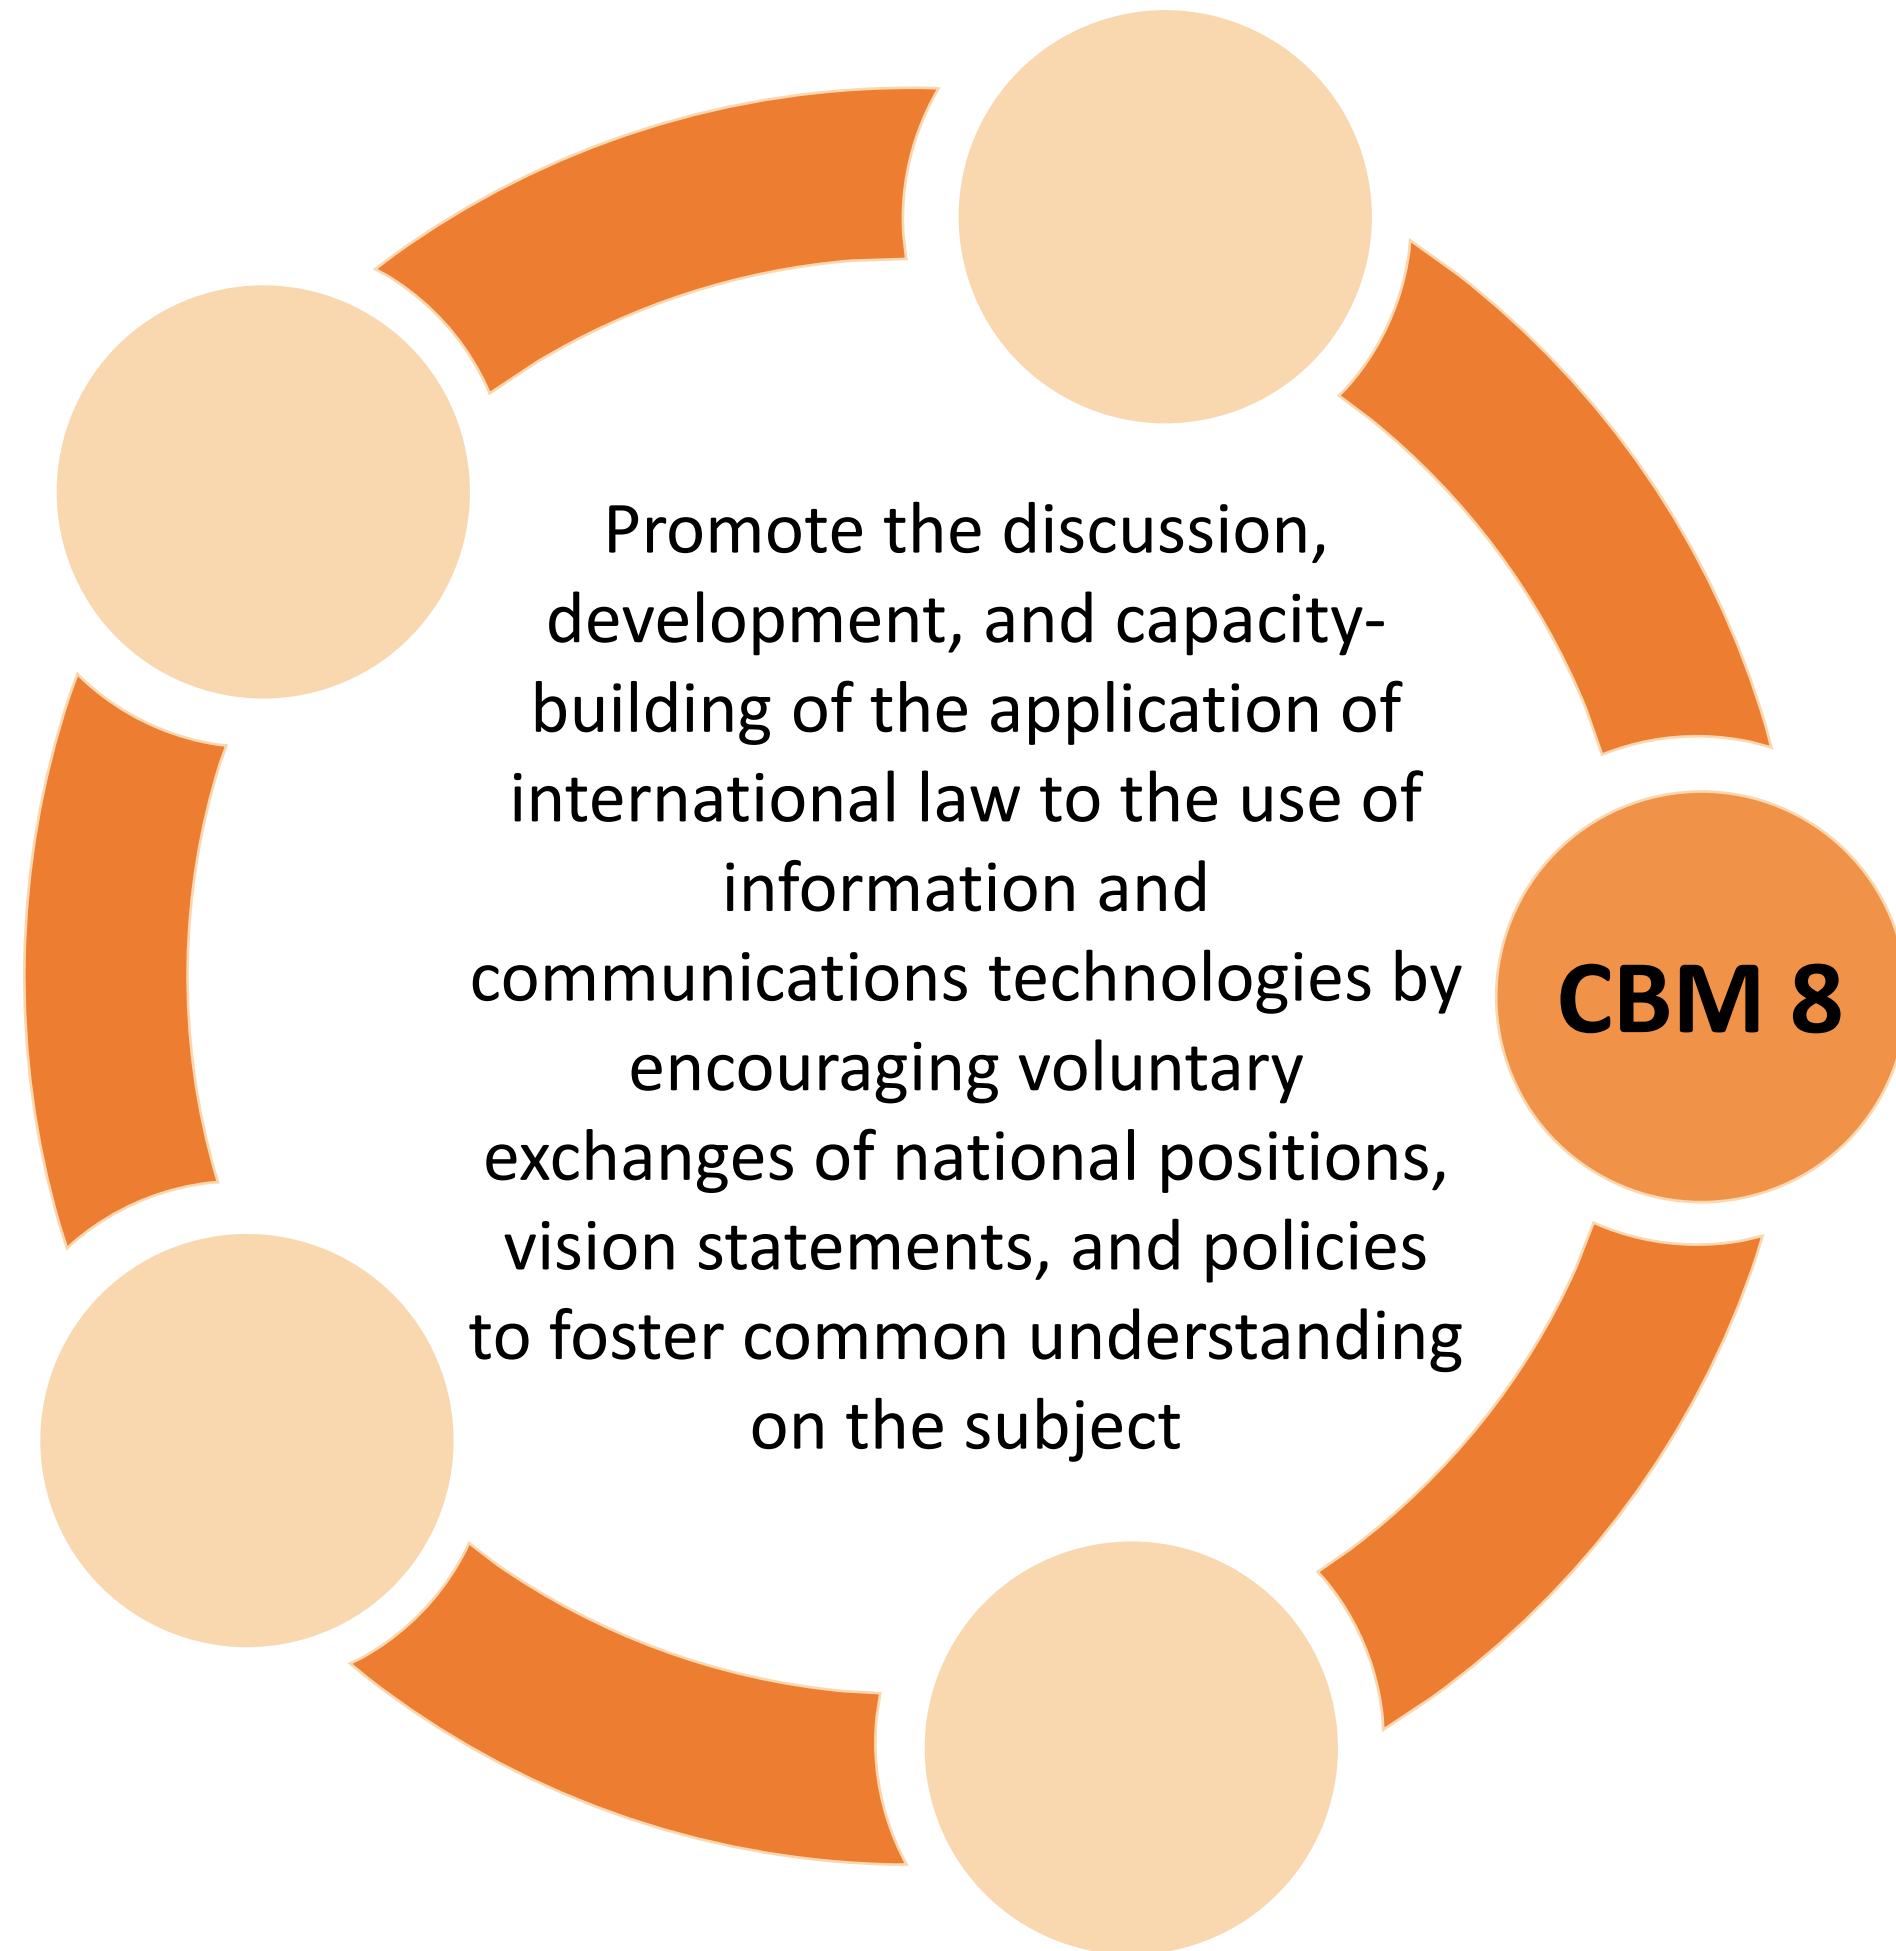 Promote the discussion,
development, and capacity-
building of the application of
international law to the use of
information and
communications technologies by
encouraging voluntary
exchanges of national positions,
vision statements, and policies
to foster common understanding
on the subject
CBM 8